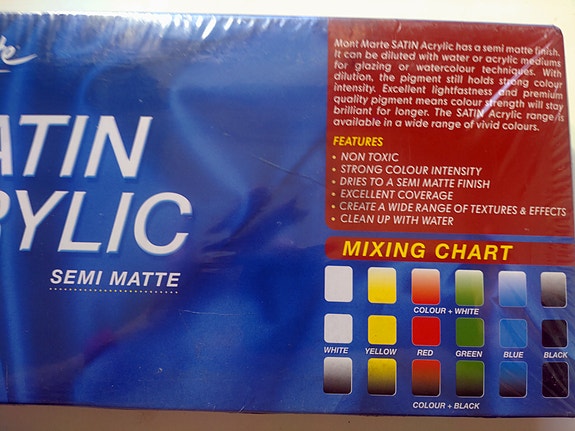 ATIN
RYLIC
SEMI MATTE
Mont Marte SATIN Acrylic has a semi matte finish.
It can be diluted with water or acrylic mediums
for glazing or watercolour techniques. With
dilution, the pigment still holds strong colour
intensity. Excellent lightfastness and premium
quality pigment means colour strength will stay
brilliant for longer. The SATIN Acrylic range is
available in a wide range of vivid colours.
FEATURES
• NON TOXIC
• STRONG COLOUR INTENSITY
• DRIES TO A SEMI MATTE FINISH
• EXCELLENT COVERAGE
• CREATE A WIDE RANGE OF TEXTURES & EFFECTS
• CLEAN UP WITH WATER
MIXING CHART
COLOUR + WHITE
WHITE YELLOW RED GREEN BLUE BLACK
COLOUR + BLACK